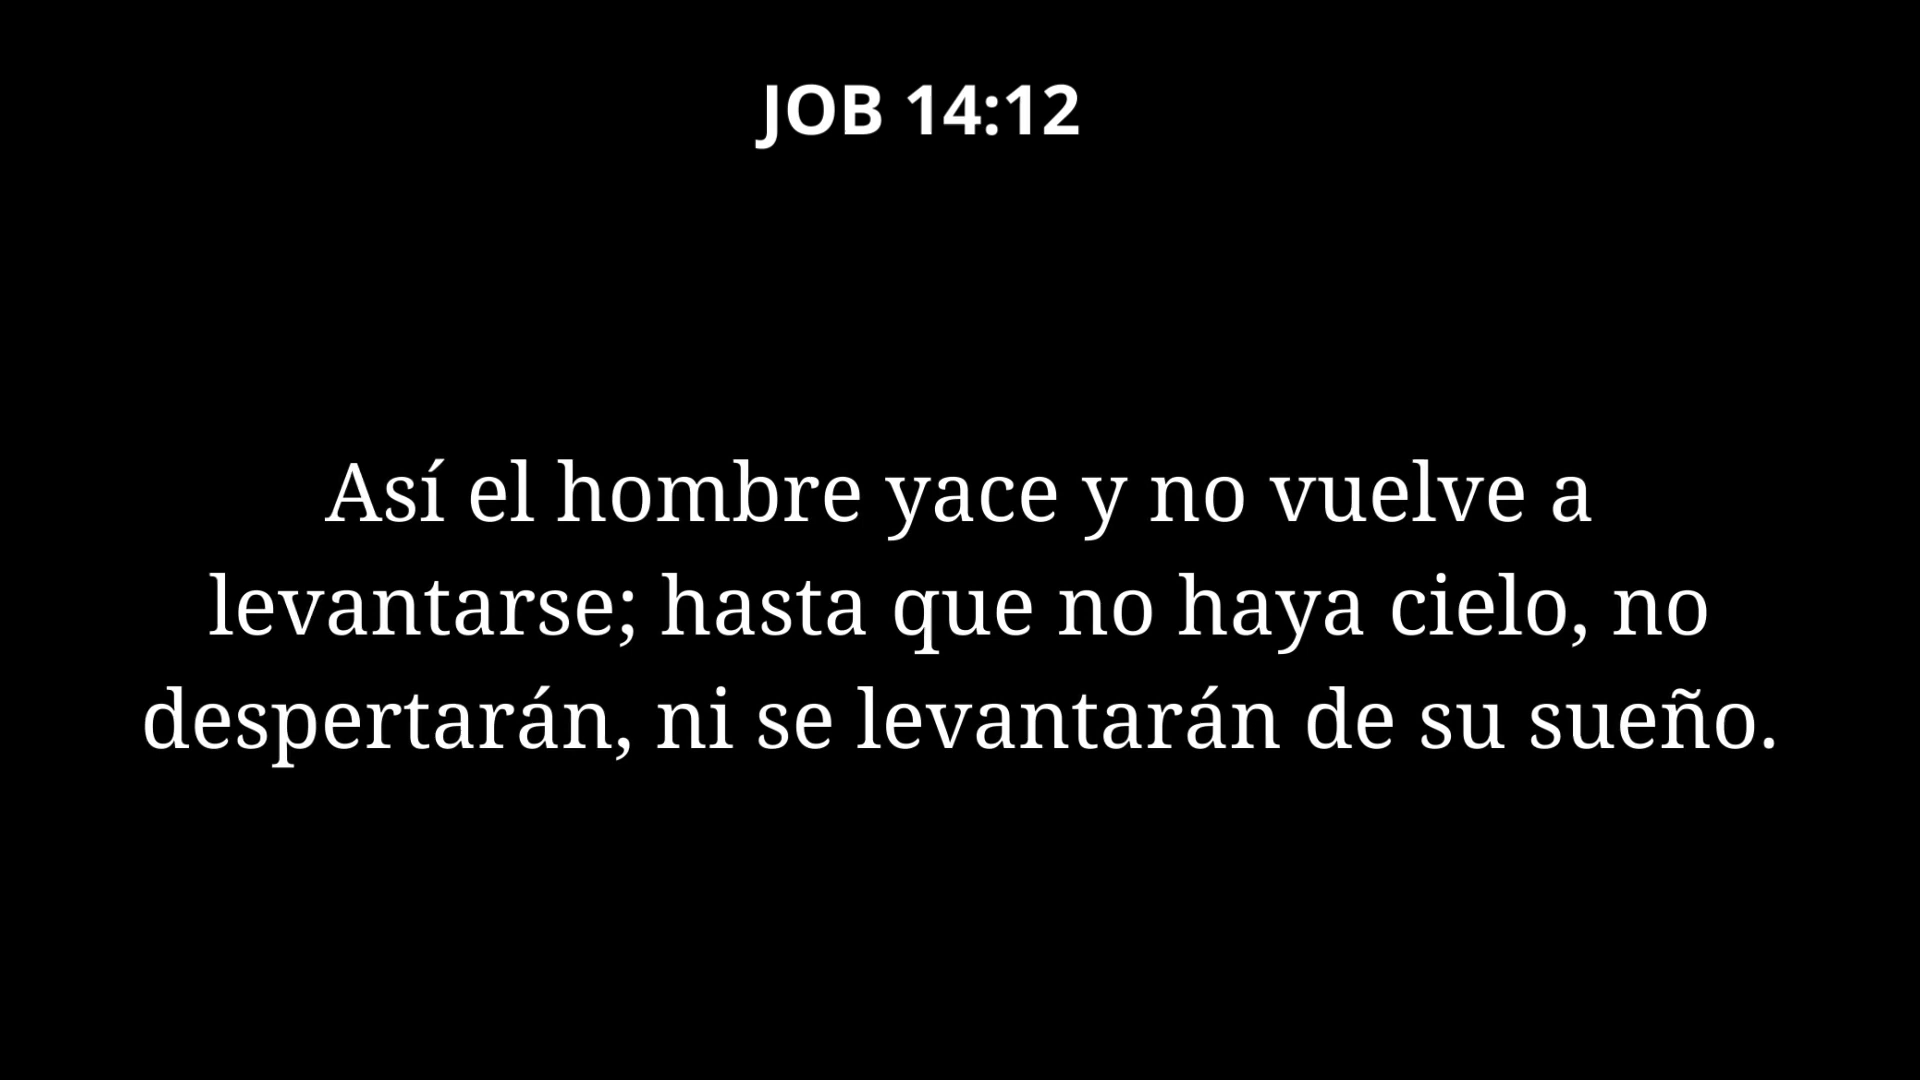 JOB 14:12
Así el hombre yace y no vuelve a
levantarse; hasta que no haya cielo, no
despertarán, ni se levantarán de su sueño.